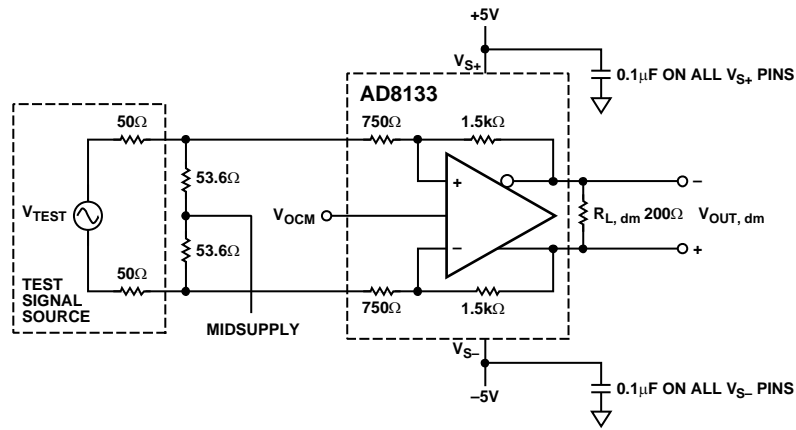 +5V
VS+
0.1μF ON ALL VS+ PINS
AD8133
50Ω
750Ω
1.5kΩ
53.6Ω
+
−
VTEST
VOCM
RL, dm 200Ω
VOUT, dm
53.6Ω
−
+
50Ω
TEST
SIGNAL
SOURCE
750Ω
1.5kΩ
MIDSUPPLY
VS−
−5V
0.1μF ON ALL VS− PINS